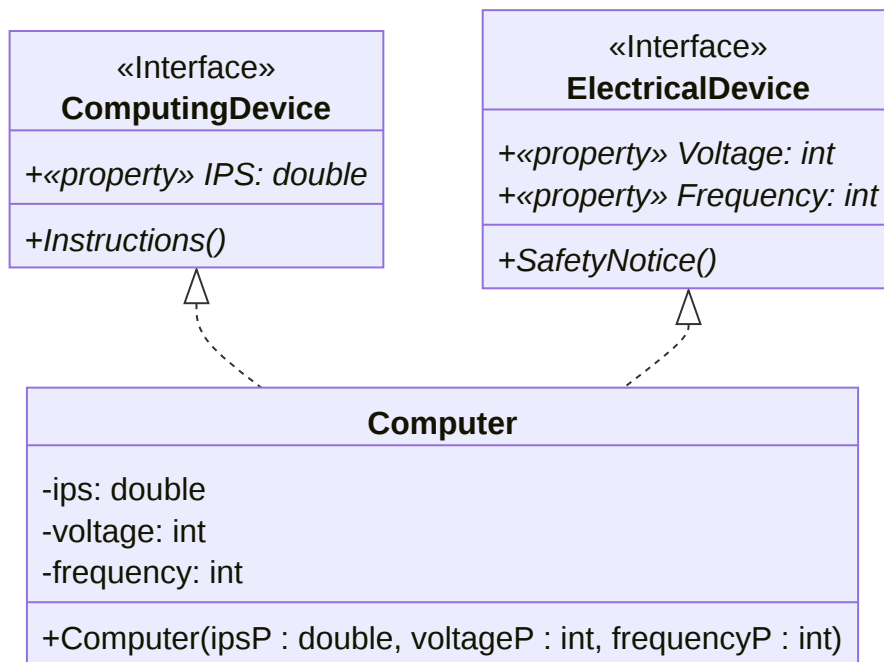 «Interface»
ComputingDevice
+«property» IPS: double
+Instructions()
«Interface»
ElectricalDevice
+«property» Voltage: int
+«property» Frequency: int
+SafetyNotice()
Computer
-ips: double
-voltage: int
-frequency: int
+Computer(ipsP : double, voltageP : int, frequencyP : int)